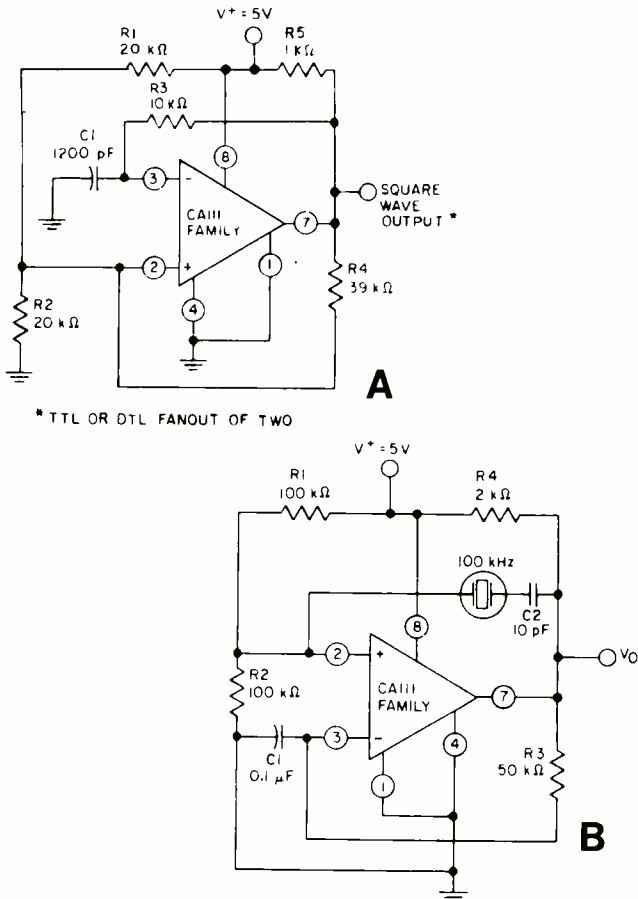 V+ = 5V
R1
20 kΩ
R5
1 kΩ
R3
10 kΩ
C1
1200 pF
8
3
-
CA111
FAMILY
7
SQUARE
WAVE
OUTPUT *
2
+
1
4
R4
39 kΩ
R2
20 kΩ
A
* TTL OR DTL FANOUT OF TWO
V+ = 5V
R1
100 kΩ
R4
2 kΩ
100 kHz
C2
10 pF
8
2
+
VO
R2
100 kΩ
CA111
FAMILY
7
3
-
4
C1
0.1 μF
1
R3
50 kΩ
B